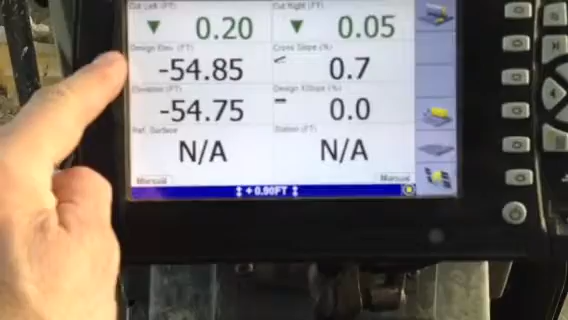 Cut Left (FT) Cut Right (FT)
0.20 0.05
Design Elev. (FT) Cross Slope (%)
-54.85 0.7
Elevation (FT) Design XSlope (%)
-54.75 0.0
Ref. Surface Station (FT)
N/A N/A
Manual Manual
+0.00FT